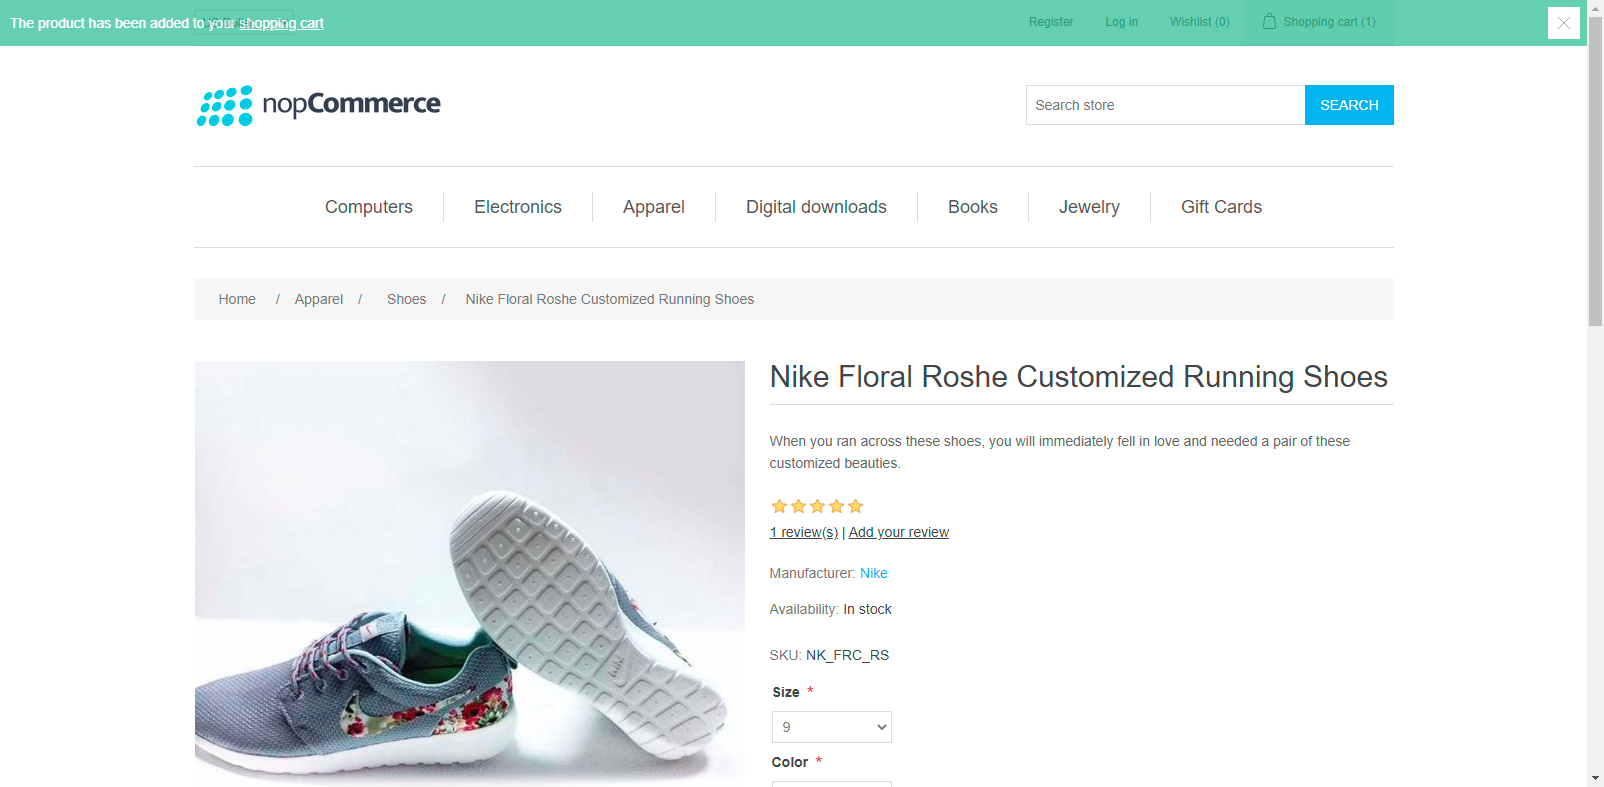 The product has been added to your shopping cart
Register
Log in
Wishlist (0)
Shopping cart (1)
nopCommerce
Search store
SEARCH
Computers
Electronics
Apparel
Digital downloads
Books
Jewelry
Gift Cards
Home / Apparel / Shoes / Nike Floral Roshe Customized Running Shoes
Nike Floral Roshe Customized Running Shoes
When you ran across these shoes, you will immediately fell in love and needed a pair of these
customized beauties.
1 review(s) | Add your review
Manufacturer: Nike
Availability: In stock
SKU: NK_FRC_RS
Size *
9
Color *